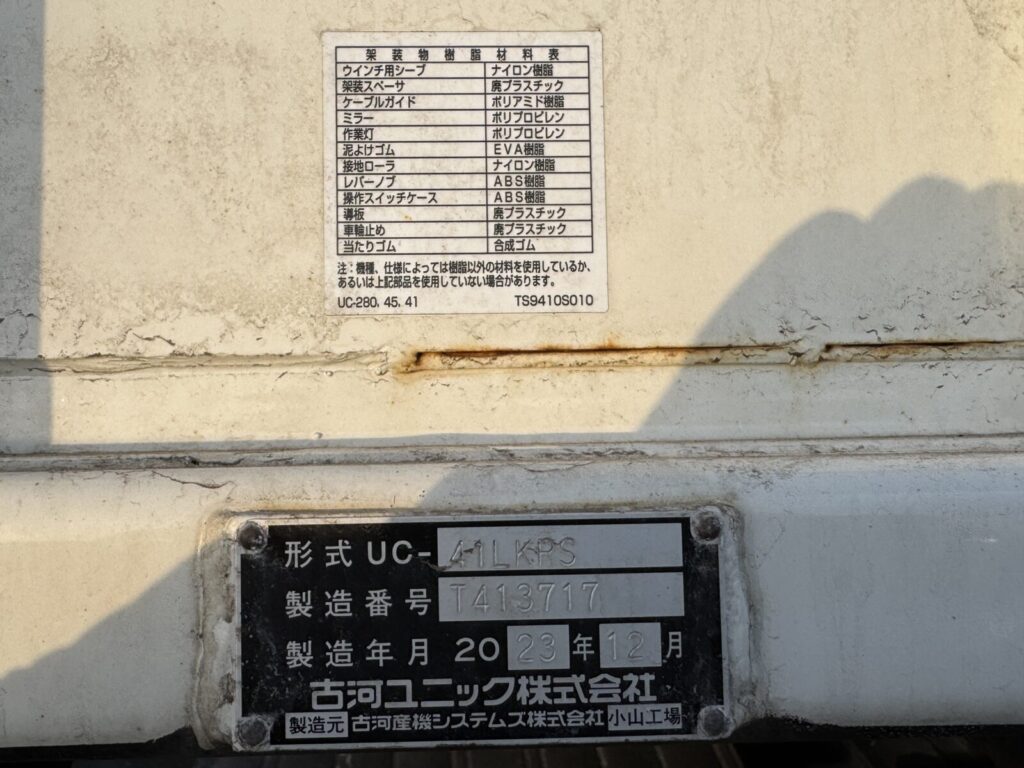 架装物樹脂材料表
ウインチ用シーブ ナイロン樹脂
架装スペーサ 廃プラスチック
ケーブルガイド ポリアミド樹脂
ミラー ポリプロピレン
作業灯 ポリプロピレン
泥よけゴム EVA樹脂
接地ローラ ナイロン樹脂
レバーノブ ABS樹脂
操作スイッチケース ABS樹脂
導板 廃プラスチック
車輪止め 廃プラスチック
当たりゴム 合成ゴム
注:機種、仕様によっては樹脂以外の材料を使用しているか、
あるいは上記部品を使用していない場合があります。
UC-280, 45, 41 TS9410S010
形式 UC-41LKPS
製造番号 T413717
製造年月 2023年12月
古河ユニック株式会社
製造元 古河産機システムズ株式会社 小山工場